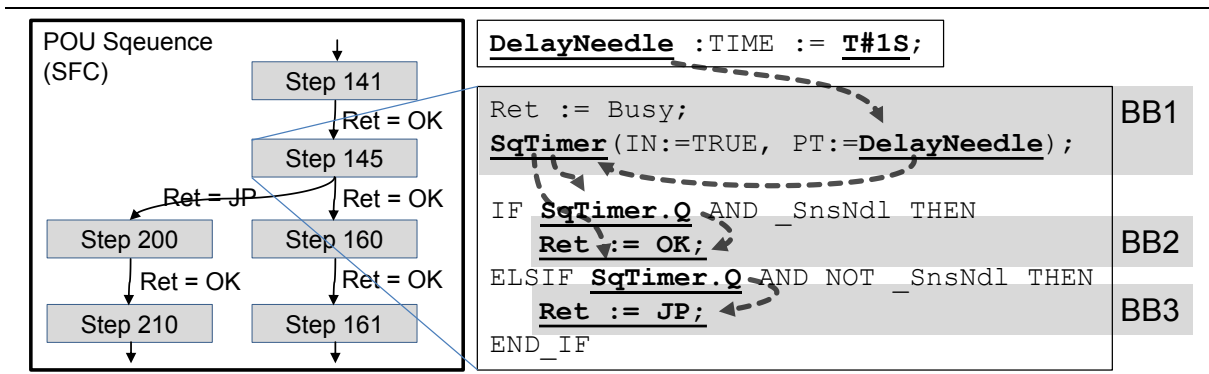 POU Sqeuence
(SFC)
Step 141
Ret = OK
Step 145
Ret = JP
Ret = OK
Step 200
Step 160
Ret = OK
Ret = OK
Step 210
Step 161
DelayNeedle :TIME := T#1S;
Ret := Busy;
BB1
SqTimer(IN:=TRUE, PT:=DelayNeedle);
IF SqTimer.Q AND _SnsNdl THEN
Ret := OK;
BB2
ELSIF SqTimer.Q AND NOT _SnsNdl THEN
Ret := JP;
BB3
END_IF